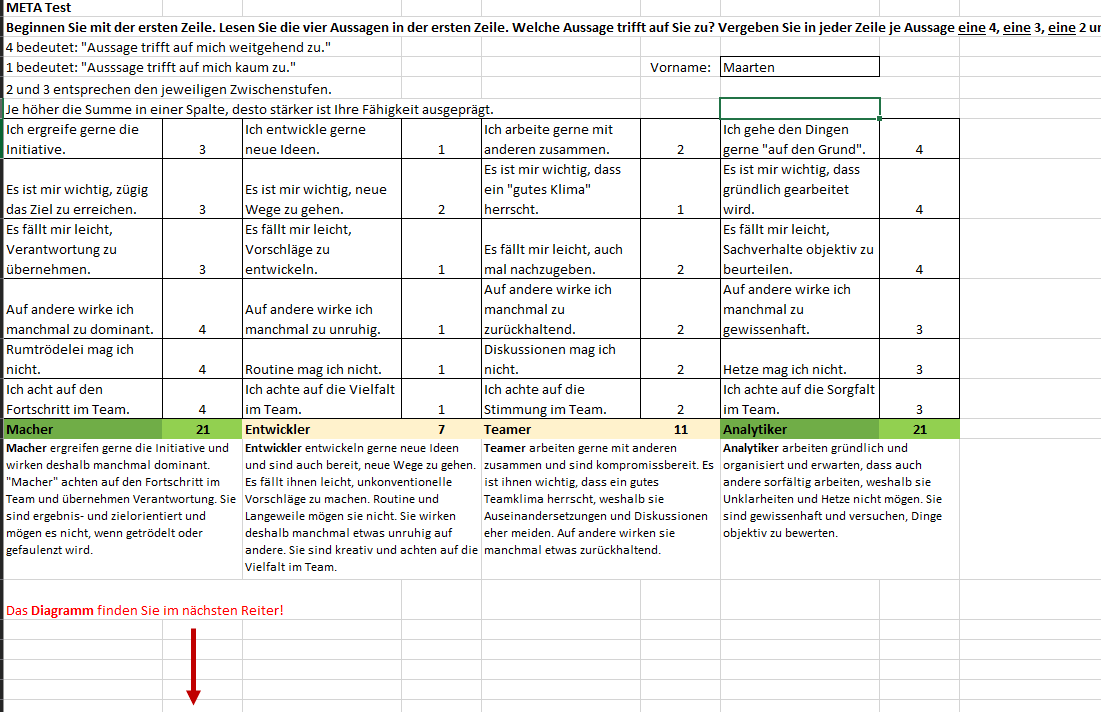 META Test
Beginnen Sie mit der ersten Zeile. Lesen Sie die vier Aussagen in der ersten Zeile. Welche Aussage trifft auf Sie zu? Vergeben Sie in jeder Zeile je Aussage eine 4, eine 3, eine 2 un
4 bedeutet: "Aussage trifft auf mich weitgehend zu."
1 bedeutet: "Ausssage trifft auf mich kaum zu."
Vorname: Maarten
2 und 3 entsprechen den jeweiligen Zwischenstufen.
Je höher die Summe in einer Spalte, desto stärker ist Ihre Fähigkeit ausgeprägt.
Ich ergreife gerne die
Initiative. 3
Ich entwickle gerne
neue Ideen. 1
Ich arbeite gerne mit
anderen zusammen. 2
Ich gehe den Dingen
gerne "auf den Grund". 4
Es ist mir wichtig, zügig
das Ziel zu erreichen. 3
Es ist mir wichtig, neue
Wege zu gehen. 2
Es ist mir wichtig, dass
ein "gutes Klima"
herrscht. 1
Es ist mir wichtig, dass
gründlich gearbeitet
wird. 4
Es fällt mir leicht,
Verantwortung zu
übernehmen. 3
Es fällt mir leicht,
Vorschläge zu
entwickeln. 1
Es fällt mir leicht, auch
mal nachzugeben. 2
Es fällt mir leicht,
Sachverhalte objektiv zu
beurteilen. 4
Auf andere wirke ich
manchmal zu dominant. 4
Auf andere wirke ich
manchmal zu unruhig. 1
Auf andere wirke ich
manchmal zu
zurückhaltend. 2
Auf andere wirke ich
manchmal zu
gewissenhaft. 3
Rumtrödelei mag ich
nicht. 4
Routine mag ich nicht. 1
Diskussionen mag ich
nicht. 2
Hetze mag ich nicht. 3
Ich acht auf den
Fortschritt im Team. 4
Ich achte auf die Vielfalt
im Team. 1
Ich achte auf die
Stimmung im Team. 2
Ich achte auf die Sorgfalt
im Team. 3
Macher 21 Entwickler 7 Teamer 11 Analytiker 21
Macher ergreifen gerne die Initiative und
wirken deshalb manchmal dominant.
"Macher" achten auf den Fortschritt im
Team und übernehmen Verantwortung. Sie
sind ergebnis- und zielorientiert und
mögen es nicht, wenn getrödelt oder
gefaulenzt wird.
Entwickler entwickeln gerne neue Ideen
und sind auch bereit, neue Wege zu gehen.
Es fällt ihnen leicht, unkonventionelle
Vorschläge zu machen. Routine und
Langeweile mögen sie nicht. Sie wirken
deshalb manchmal etwas unruhig auf
andere. Sie sind kreativ und achten auf die
Vielfalt im Team.
Teamer arbeiten gerne mit anderen
zusammen und sind kompromissbereit. Es
ist ihnen wichtig, dass ein gutes
Teamklima herrscht, weshalb sie
Auseinandersetzungen und Diskussionen
eher meiden. Auf andere wirken sie
manchmal etwas zurückhaltend.
Analytiker arbeiten gründlich und
organisiert und erwarten, dass auch
andere sorfältig arbeiten, weshalb sie
Unklarheiten und Hetze nicht mögen. Sie
sind gewissenhaft und versuchen, Dinge
objektiv zu bewerten.
Das Diagramm finden Sie im nächsten Reiter!